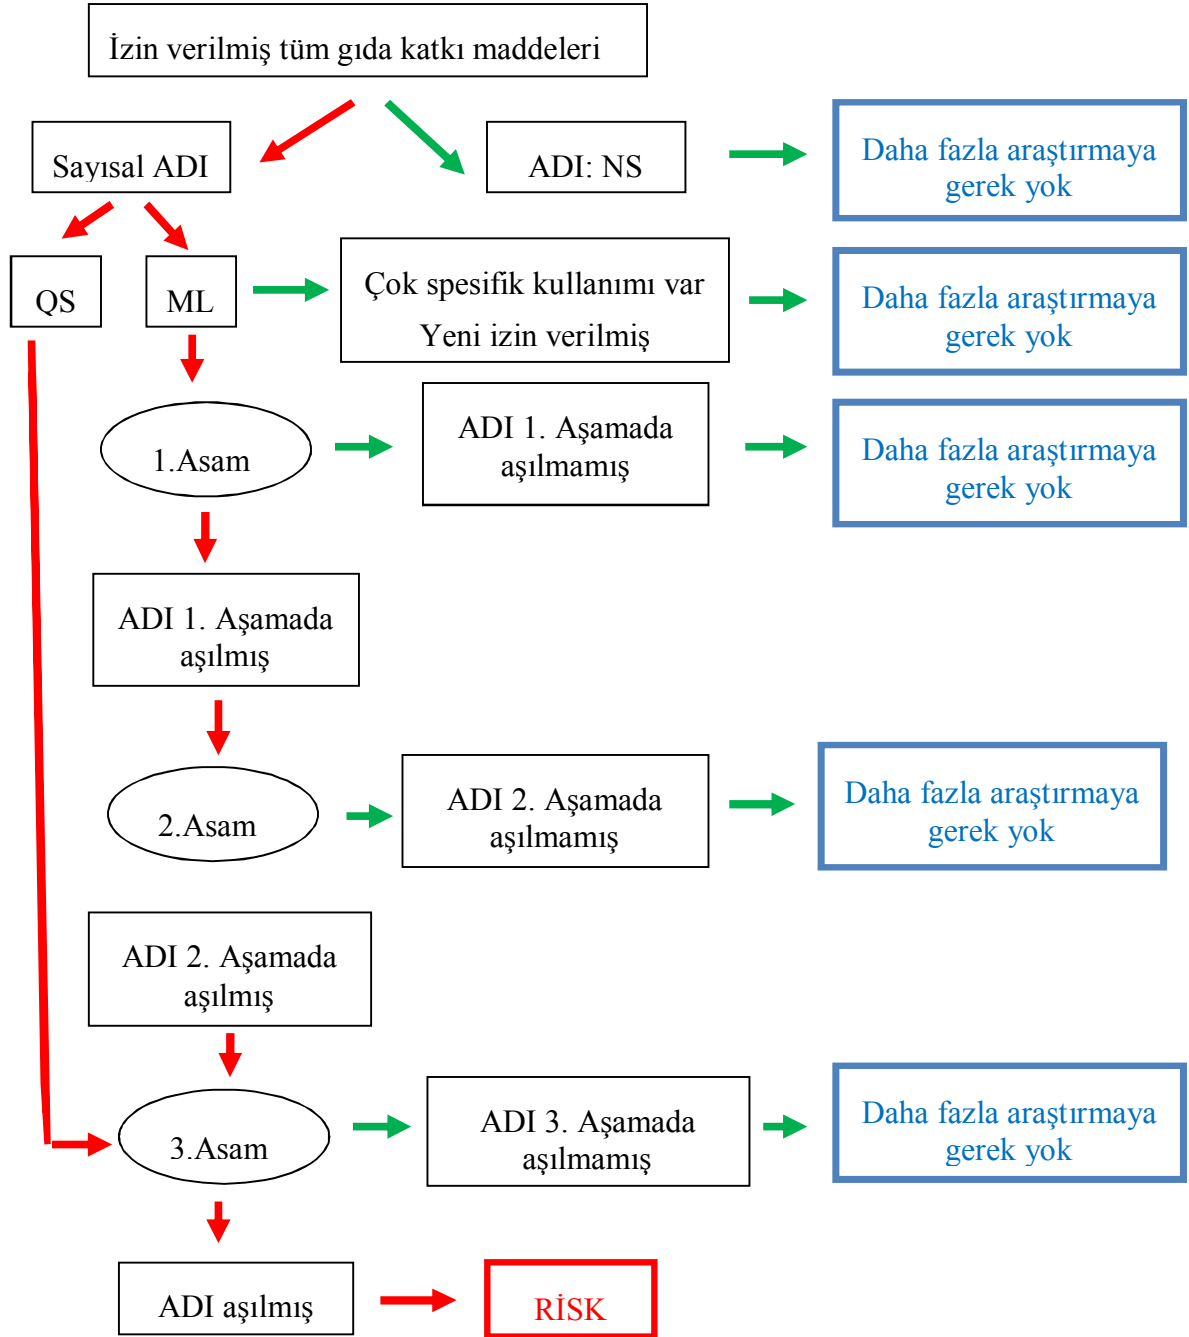 İzin verilmiş tüm gıda katkı maddeleri
Sayısal ADI
ADI: NS
Daha fazla araştırmaya
gerek yok
QS
ML
Çok spesifik kullanımı var
Yeni izin verilmiş
Daha fazla araştırmaya
gerek yok
1.Asam
ADI 1. Aşamada
aşılmamış
Daha fazla araştırmaya
gerek yok
ADI 1. Aşamada
aşılmış
2.Asam
ADI 2. Aşamada
aşılmamış
Daha fazla araştırmaya
gerek yok
ADI 2. Aşamada
aşılmış
3.Asam
ADI 3. Aşamada
aşılmamış
Daha fazla araştırmaya
gerek yok
ADI aşılmış
RİSK